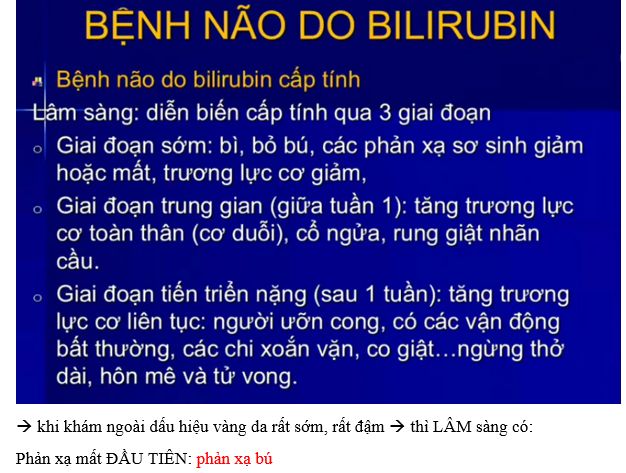 BỆNH NÃO DO BILIRUBIN
Bệnh não do bilirubin cấp tính
Lâm sàng: diễn biến cấp tính qua 3 giai đoạn
o Giai đoạn sớm: bì, bỏ bú, các phản xạ sơ sinh giảm
hoặc mất, trương lực cơ giảm,
o Giai đoạn trung gian (giữa tuần 1): tăng trương lực
cơ toàn thân (cơ duỗi), cổ ngửa, rung giật nhãn
cầu.
o Giai đoạn tiến triển nặng (sau 1 tuần): tăng trương
lực cơ liên tục: người ưỡn cong, có các vận động
bất thường, các chi xoắn vặn, co giật…ngừng thở
dài, hôn mê và tử vong.
→ khi khám ngoài dấu hiệu vàng da rất sớm, rất đậm → thì LÂM sàng có:
Phản xạ mất ĐẦU TIÊN: phản xạ bú